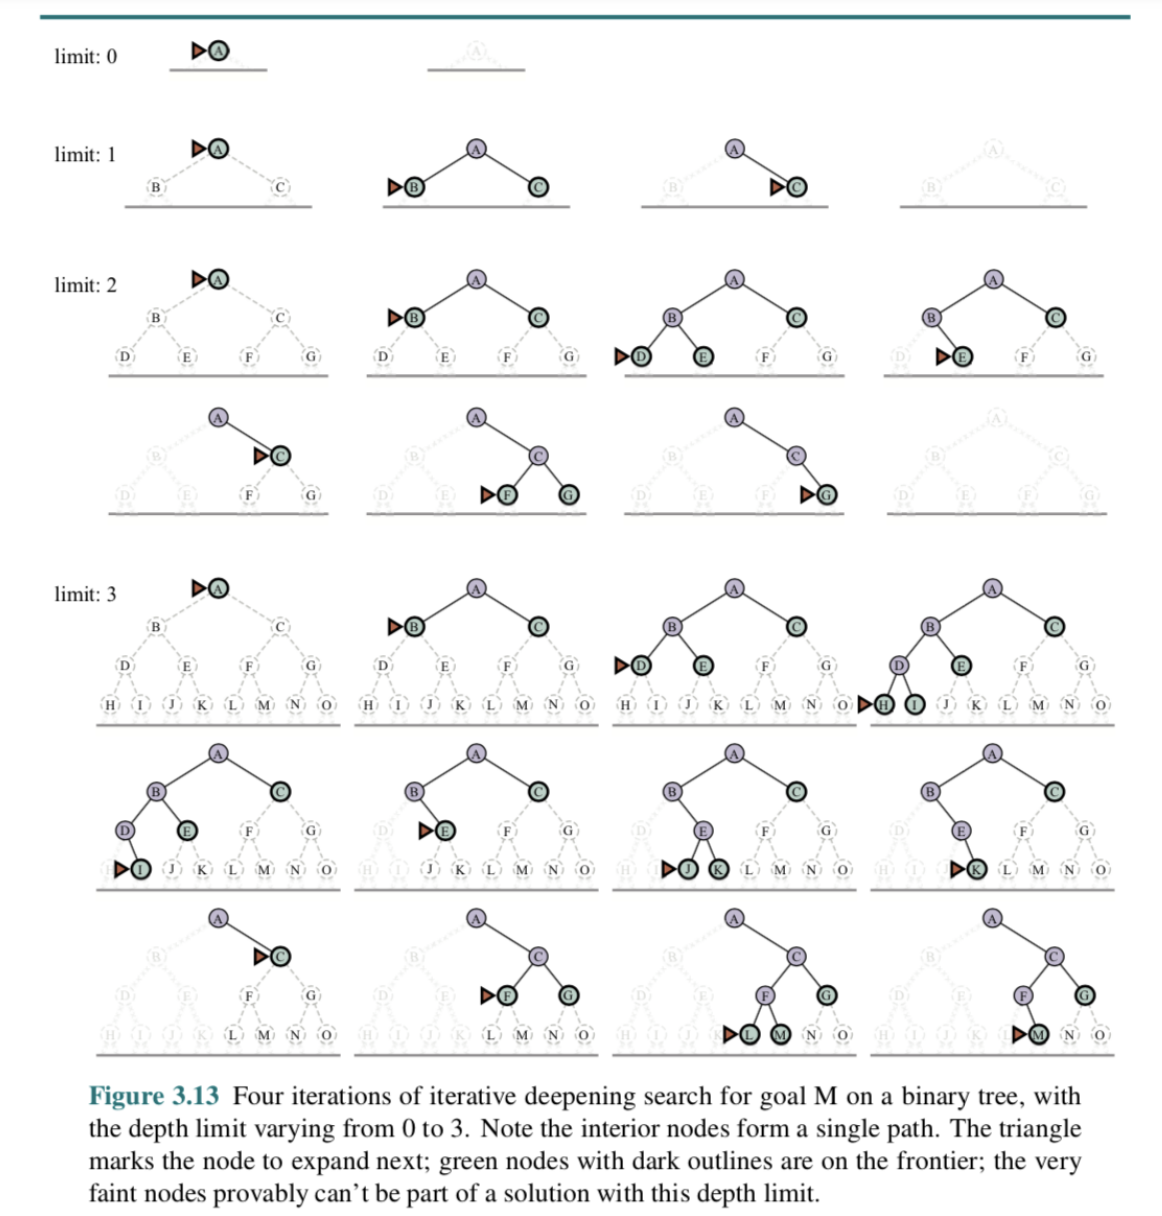 limit: 0 A A
limit: 1 A A A A
B C B C B C B C
limit: 2 A A A A
B C B C B C B C
D E F G D E F G D E F G D E F G
A A A A
B C B C B C B C
D E F G D E F G D E F G D E F G
limit: 3 A A A A
B C B C B C B C
D E F G D E F G D E F G D E F G
H I J K L M N O H I J K L M N O H I J K L M N O H I J K L M N O
A A A A
B C B C B C B C
D E F G D E F G D E F G D E F G
I J K L M N O H I J K L M N O H J K L M N O H I K L M N O
A A A A
B C B C B C B C
D E F G D E F G D E F G D E F G
H I J K L M N O H I J K L M N O H I J L M N O H I J K M N O
Figure 3.13 Four iterations of iterative deepening search for goal M on a binary tree, with
the depth limit varying from 0 to 3. Note the interior nodes form a single path. The triangle
marks the node to expand next; green nodes with dark outlines are on the frontier; the very
faint nodes provably can't be part of a solution with this depth limit.